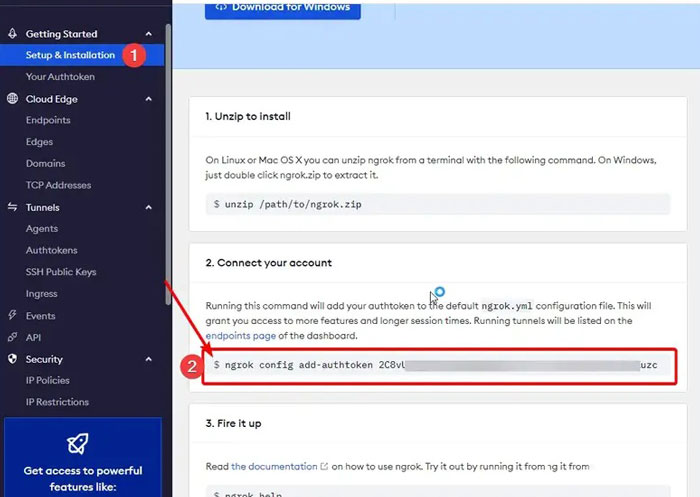 Download for Windows
Getting Started
Setup & Installation
1
Your Authtoken
Cloud Edge
Endpoints
Edges
Domains
TCP Addresses
Tunnels
Agents
Authtokens
SSH Public Keys
Ingress
Events
API
Security
IP Policies
IP Restrictions
Get access to powerful
features like:
1. Unzip to install
On Linux or Mac OS X you can unzip ngrok from a terminal with the following command. On Windows,
just double click ngrok.zip to extract it.
$ unzip /path/to/ngrok.zip
2. Connect your account
Running this command will add your authtoken to the default ngrok.yml configuration file. This will
grant you access to more features and longer session times. Running tunnels will be listed on the
endpoints page of the dashboard.
2
$ ngrok config add-authtoken 2C8vU uzc
3. Fire it up
Read the documentation on how to use ngrok. Try it out by running it from ng it from
$ ngrok help